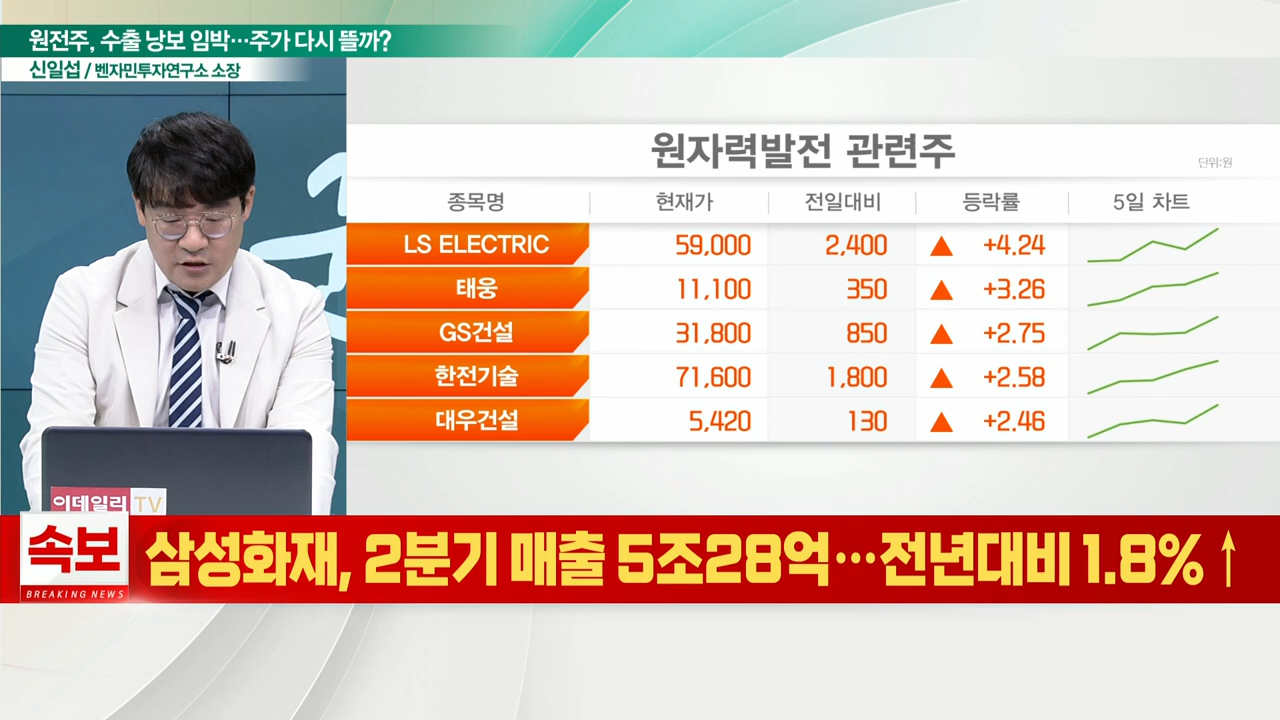 원전주, 수출 낭보 임박…주가 다시 뜰까?
신일섭 / 벤자민투자연구소 소장
원자력발전 관련주
단위:원
종목명 현재가 전일대비 등락률 5일 차트
LS ELECTRIC 59,000 2,400 ▲ +4.24
태웅 11,100 350 ▲ +3.26
GS건설 31,800 850 ▲ +2.75
한전기술 71,600 1,800 ▲ +2.58
대우건설 5,420 130 ▲ +2.46
이데일리 TV
속보
BREAKING NEWS
삼성화재, 2분기 매출 5조28억…전년대비 1.8%↑